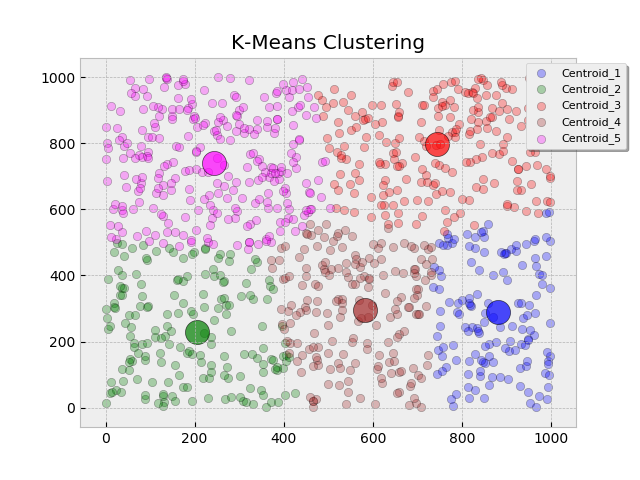 K-Means Clustering
1000
800
600
400
200
0
0 200 400 600 800 1000
Centroid_1
Centroid_2
Centroid_3
Centroid_4
Centroid_5